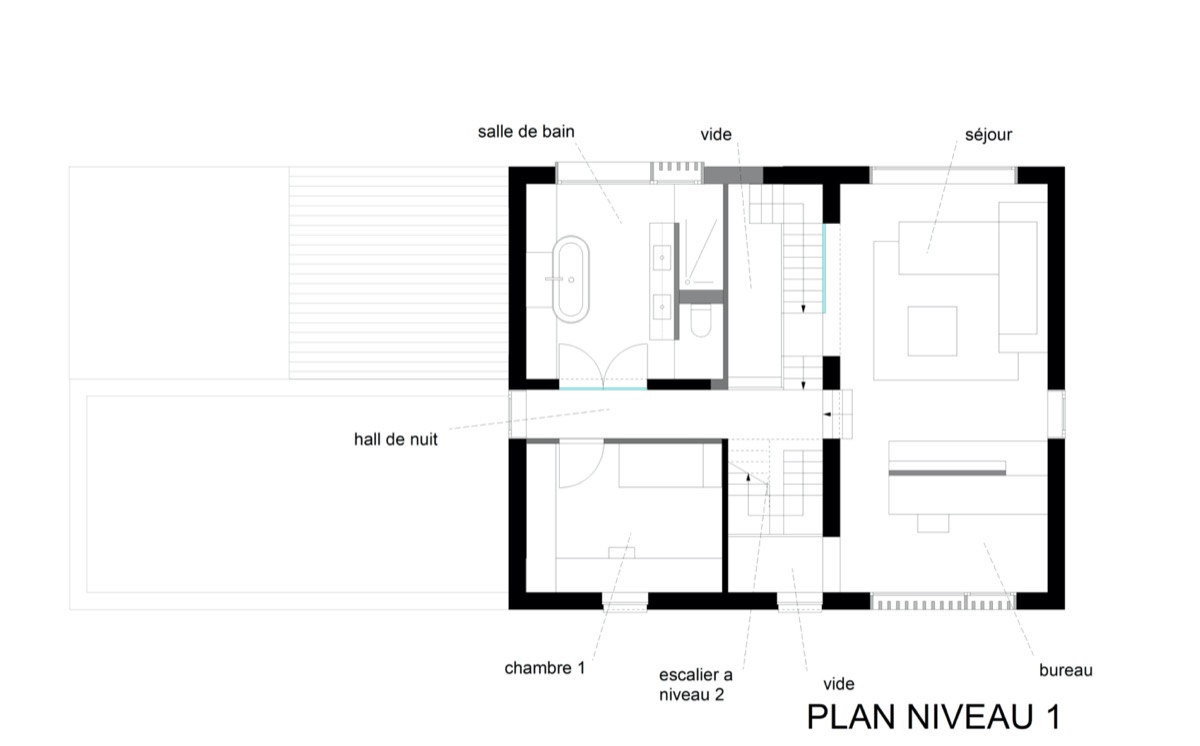 salle de bain
vide
séjour
hall de nuit
chambre 1
escalier a
niveau 2
vide
bureau
PLAN NIVEAU 1